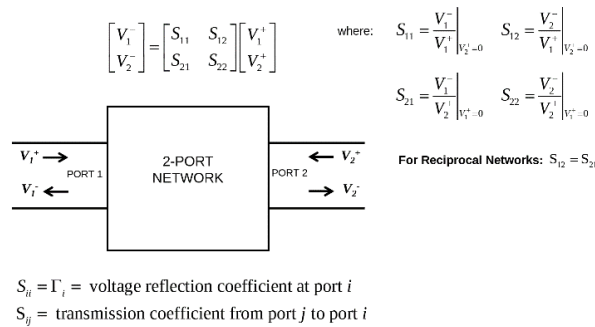 [V₁⁻ V₂⁻] = [S₁₁ S₁₂ S₂₁ S₂₂] [V₁⁺ V₂⁺]
where:
S₁₁ = V₁⁻ / V₁⁺ | V₂⁺=0 S₁₂ = V₂⁻ / V₁⁺ | V₂⁻=0
S₂₁ = V₁⁻ / V₂⁺ | V₁⁺=0 S₂₂ = V₂⁻ / V₂⁺ | V₁⁺=0
V₁⁺
V₁⁻
PORT 1
2-PORT
NETWORK
PORT 2
V₂⁺
V₂⁻
For Reciprocal Networks: S₁₂ = S₂
Sᵢᵢ = Γᵢ = voltage reflection coefficient at port i
Sᵢⱼ = transmission coefficient from port j to port i